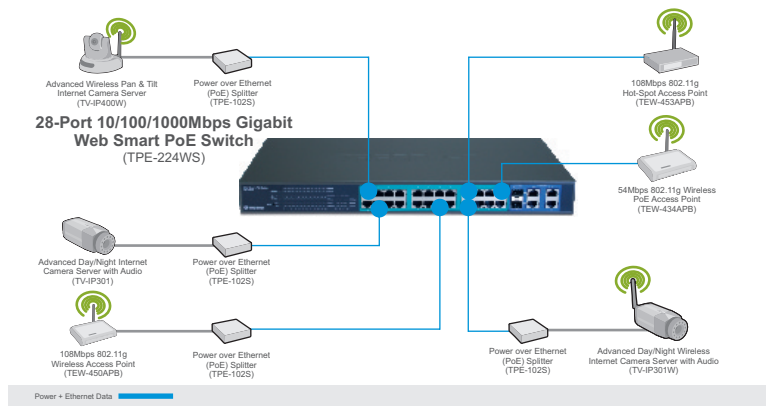 Advanced Wireless Pan & Tilt
Internet Camera Server
(TV-IP400W)
Power over Ethernet
(PoE) Splitter
(TPE-102S)
108Mbps 802.11g
Hot-Spot Access Point
(TEW-453APB)
28-Port 10/100/1000Mbps Gigabit
Web Smart PoE Switch
(TPE-224WS)
54Mbps 802.11g Wireless
PoE Access Point
(TEW-434APB)
Advanced Day/Night Internet
Camera Server with Audio
(TV-IP301)
Power over Ethernet
(PoE) Splitter
(TPE-102S)
108Mbps 802.11g
Wireless Access Point
(TEW-450APB)
Power over Ethernet
(PoE) Splitter
(TPE-102S)
Power over Ethernet
(PoE) Splitter
(TPE-102S)
Advanced Day/Night Wireless
Internet Camera Server with Audio
(TV-IP301W)
Power + Ethernet Data